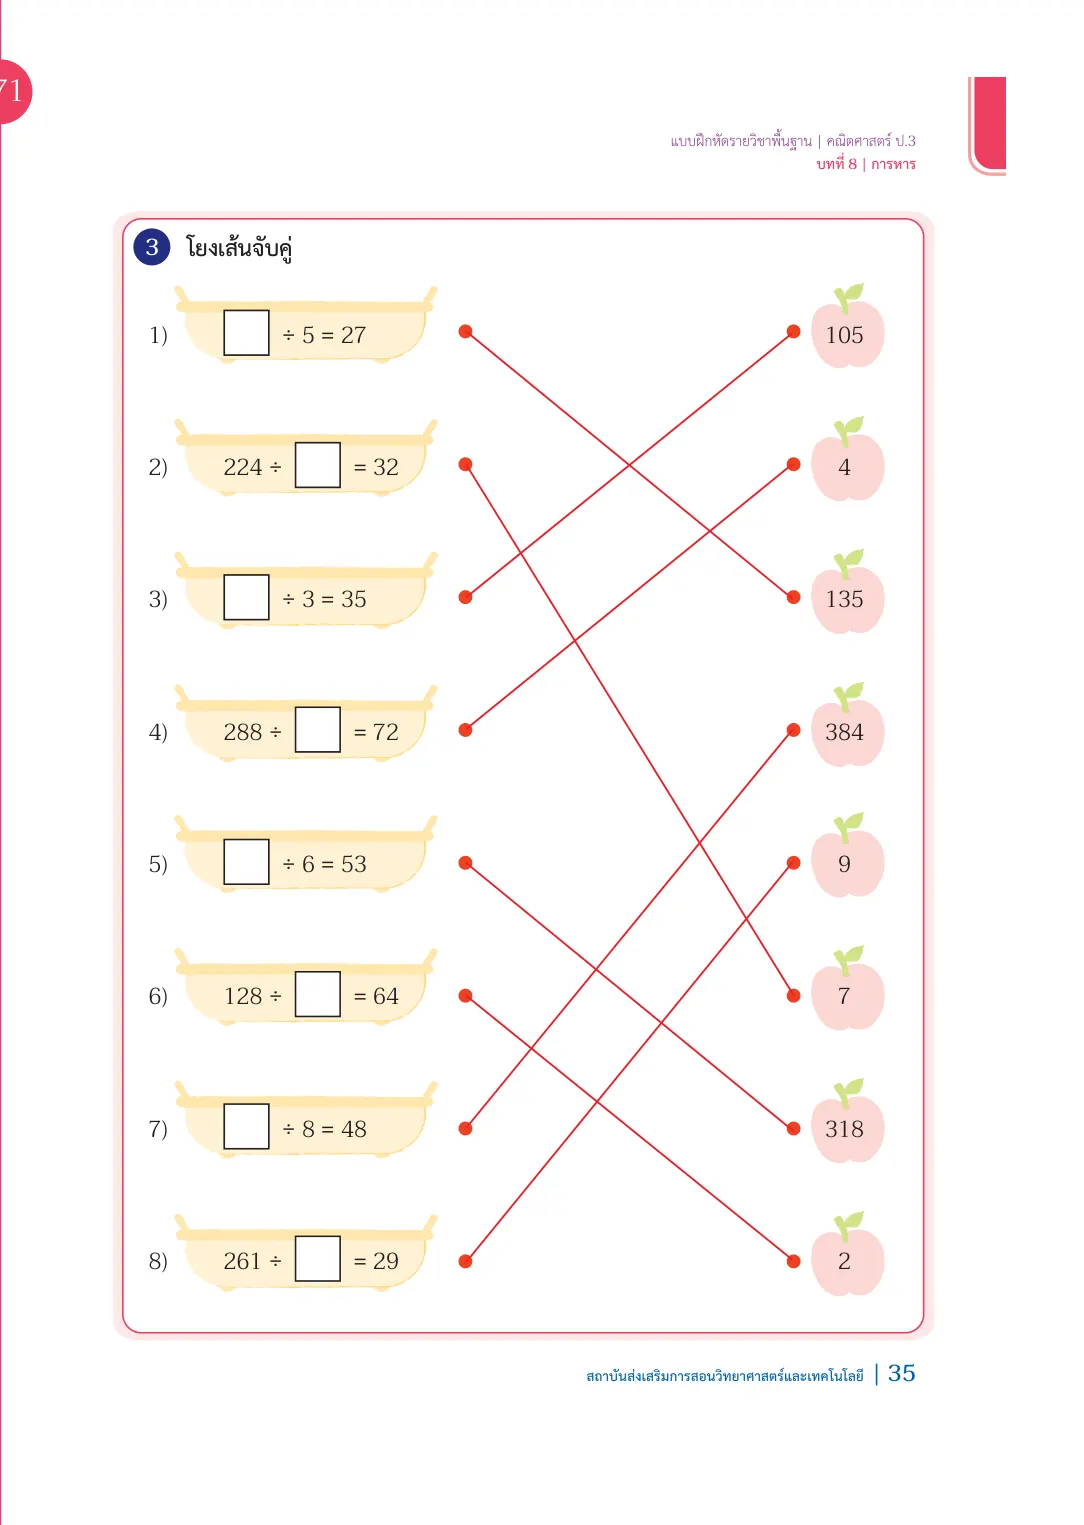 71
แบบฝึกหัดรายวิชาพื้นฐาน | คณิตศาสตร์ ป.3
บทที่ 8 | การหาร
3 โยงเส้นจับคู่
1) ÷ 5 = 27 105
2) 224 ÷ = 32 4
3) ÷ 3 = 35 135
4) 288 ÷ = 72 384
5) ÷ 6 = 53 9
6) 128 ÷ = 64 7
7) ÷ 8 = 48 318
8) 261 ÷ = 29 2
สถาบันส่งเสริมการสอนวิทยาศาสตร์และเทคโนโลยี | 35